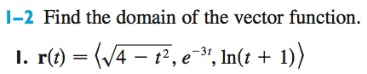 1–2 Find the domain of the vector function.
1. r(t) = ⟨√4 − t², e⁻³ᵗ, ln(t + 1)⟩